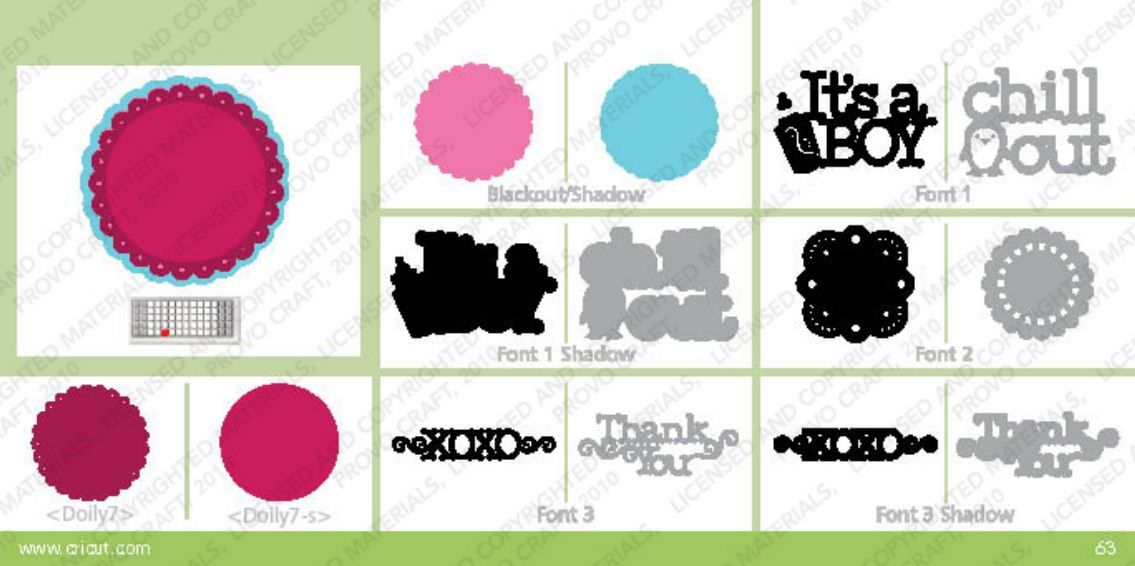 It's a
BOY
chill
out
Blackout/Shadow
Font 1
Font 1 Shadow
Font 2
XOXO
Thank
You
XOXO
Thank
You
<Doily7>
<Doily7-s>
Font 3
Font 3 Shadow
www.cricut.com
63
LICENSED AND COPYRIGHTED MATERIALS,
PROVO CRAFT, 2010